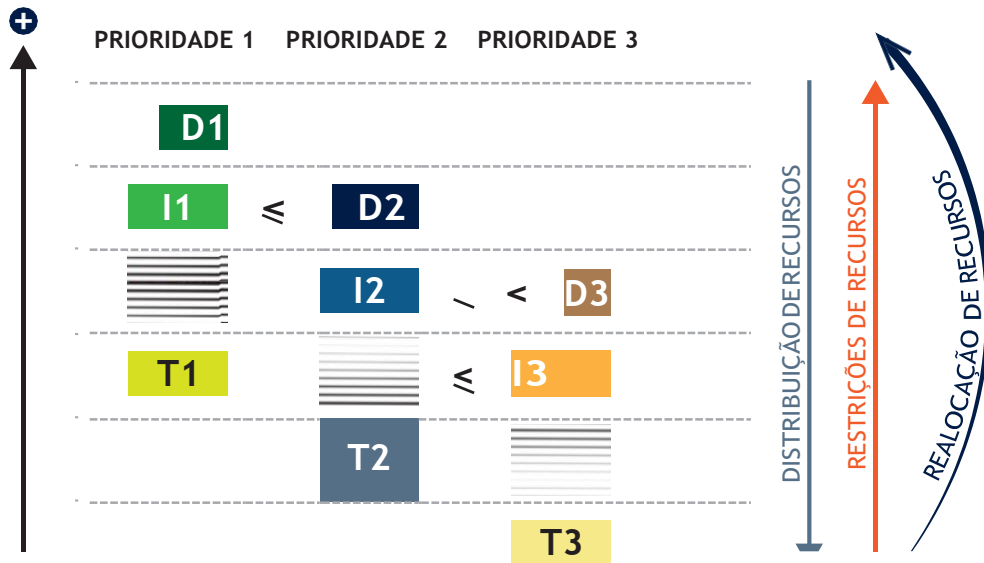 +
PRIORIDADE 1 PRIORIDADE 2 PRIORIDADE 3
D1
I1 ≤ D2
I2 < D3
T1 ≤ I3
T2
T3
DISTRIBUIÇÃO DE RECURSOS
RESTRIÇÕES DE RECURSOS
REALOCAÇÃO DE RECURSOS